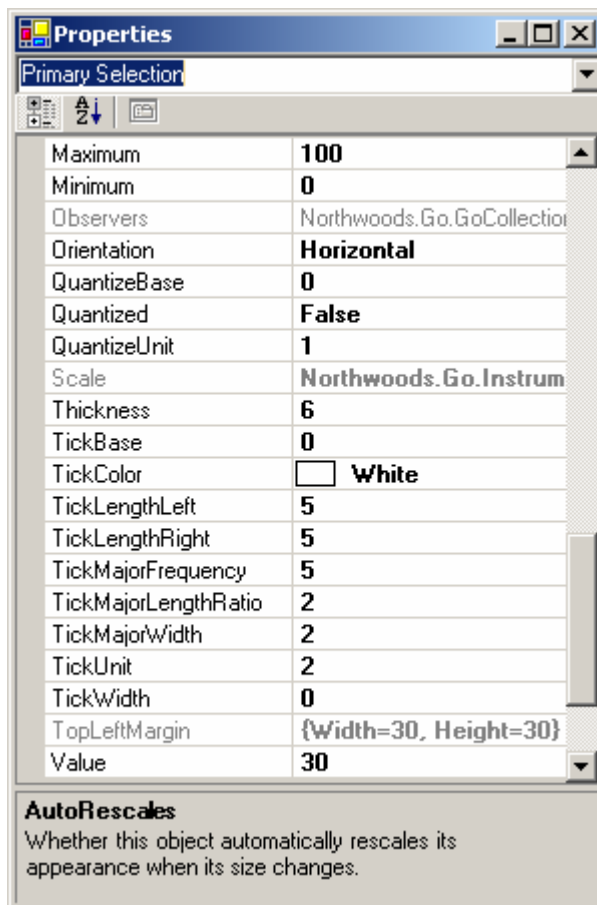 Properties
Primary Selection
Maximum 100
Minimum 0
Observers Northwoods.Go.GoCollection
Orientation Horizontal
QuantizeBase 0
Quantized False
QuantizeUnit 1
Scale Northwoods.Go.Instrum
Thickness 6
TickBase 0
TickColor White
TickLengthLeft 5
TickLengthRight 5
TickMajorFrequency 5
TickMajorLengthRatio 2
TickMajorWidth 2
TickUnit 2
TickWidth 0
TopLeftMargin {Width=30, Height=30}
Value 30
AutoRescales
Whether this object automatically rescales its
appearance when its size changes.